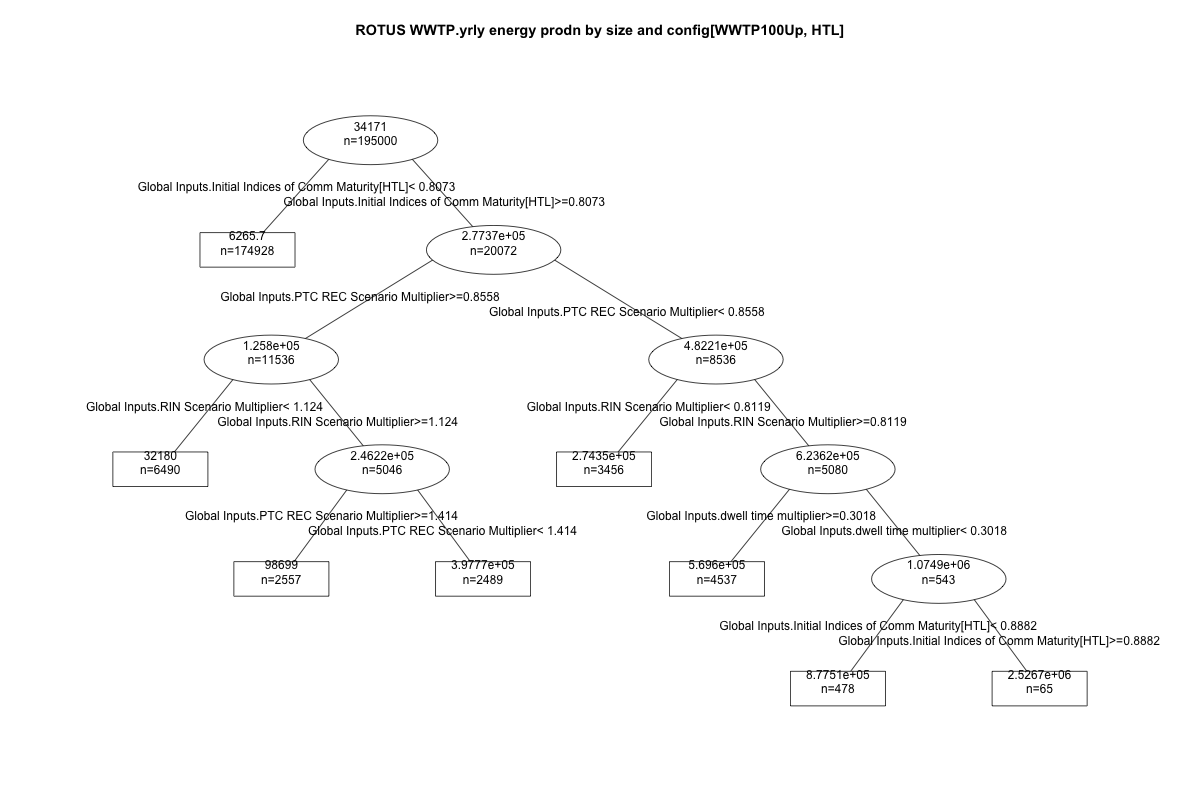 ROTUS WWTP.yrly energy prodn by size and config[WWTP100Up, HTL]
34171
n=195000
Global Inputs.Initial Indices of Comm Maturity[HTL]< 0.8073
Global Inputs.Initial Indices of Comm Maturity[HTL]>=0.8073
6265.7
n=174928
2.7737e+05
n=20072
Global Inputs.PTC REC Scenario Multiplier>=0.8558
Global Inputs.PTC REC Scenario Multiplier< 0.8558
1.258e+05
n=11536
4.8221e+05
n=8536
Global Inputs.RIN Scenario Multiplier< 1.124
Global Inputs.RIN Scenario Multiplier>=1.124
Global Inputs.RIN Scenario Multiplier< 0.8119
Global Inputs.RIN Scenario Multiplier>=0.8119
32180
n=6490
2.4622e+05
n=5046
2.7435e+05
n=3456
6.2362e+05
n=5080
Global Inputs.PTC REC Scenario Multiplier>=1.414
Global Inputs.PTC REC Scenario Multiplier< 1.414
Global Inputs.dwell time multiplier>=0.3018
Global Inputs.dwell time multiplier< 0.3018
98699
n=2557
3.9777e+05
n=2489
5.696e+05
n=4537
1.0749e+06
n=543
Global Inputs.Initial Indices of Comm Maturity[HTL]< 0.8882
Global Inputs.Initial Indices of Comm Maturity[HTL]>=0.8882
8.7751e+05
n=478
2.5267e+06
n=65